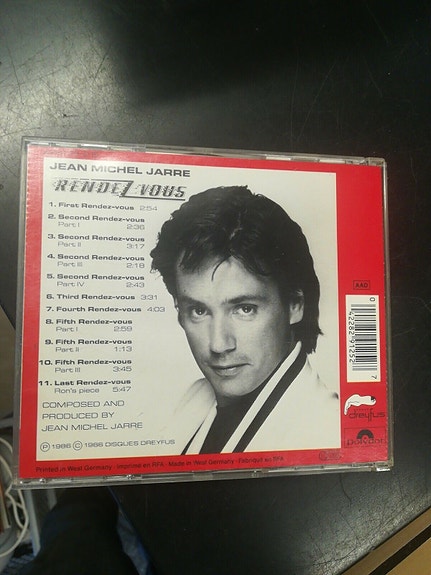 JEAN MICHEL JARRE
RENDEZ-VOUS
1. First Rendez-vous 2:54
2. Second Rendez-vous
Part I 2:36
3. Second Rendez-vous
Part II 3:17
4. Second Rendez-vous
Part III 2:18
5. Second Rendez-vous
Part IV 2:43
6. Third Rendez-vous 3:31
7. Fourth Rendez-vous 4:03
8. Fifth Rendez-vous
Part I 2:59
9. Fifth Rendez-vous
Part II 1:13
10. Fifth Rendez-vous
Part III 3:45
11. Last Rendez-vous
Ron's piece 5:47
COMPOSED AND
PRODUCED BY
JEAN MICHEL JARRE
Ⓟ 1986 Ⓒ 1986 DISQUES DREYFUS
Printed in West Germany · Imprimé en RFA · Made in West Germany · Fabriqué en RFA
AAD
0 42282 91252 7
dreyfus
polydor